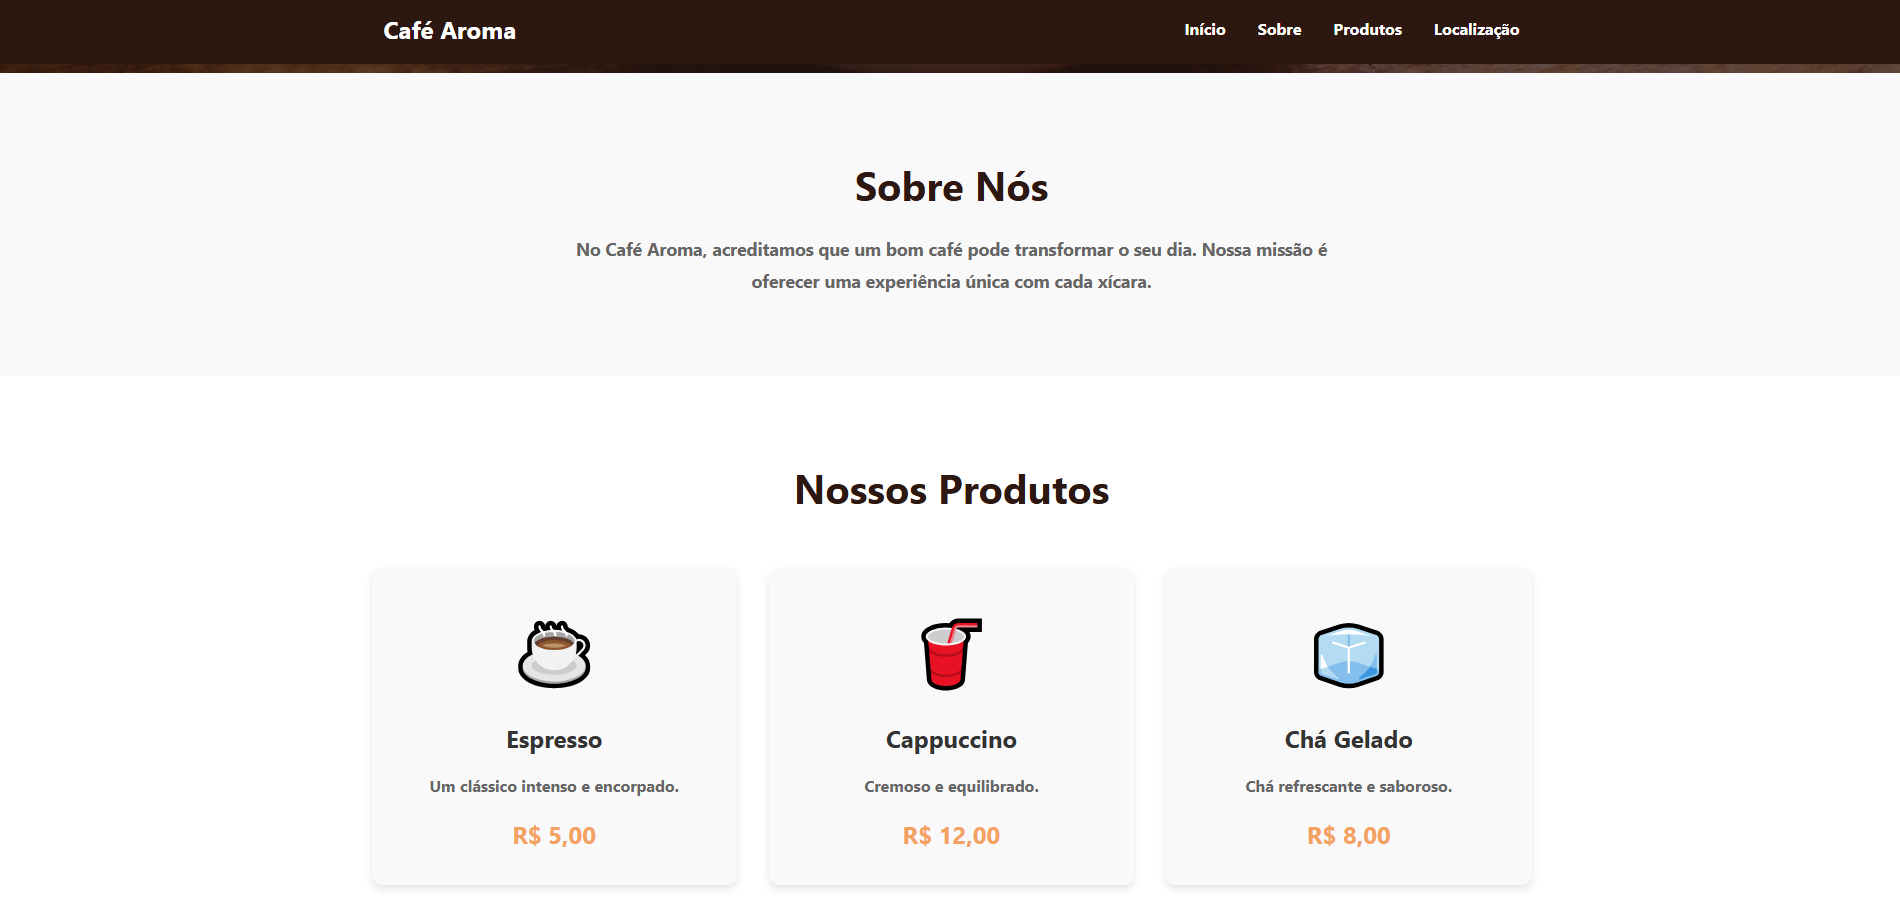 Café Aroma
Início Sobre Produtos Localização
Sobre Nós
No Café Aroma, acreditamos que um bom café pode transformar o seu dia. Nossa missão é
oferecer uma experiência única com cada xícara.
Nossos Produtos
Espresso
Um clássico intenso e encorpado.
R$ 5,00
Cappuccino
Cremoso e equilibrado.
R$ 12,00
Chá Gelado
Chá refrescante e saboroso.
R$ 8,00